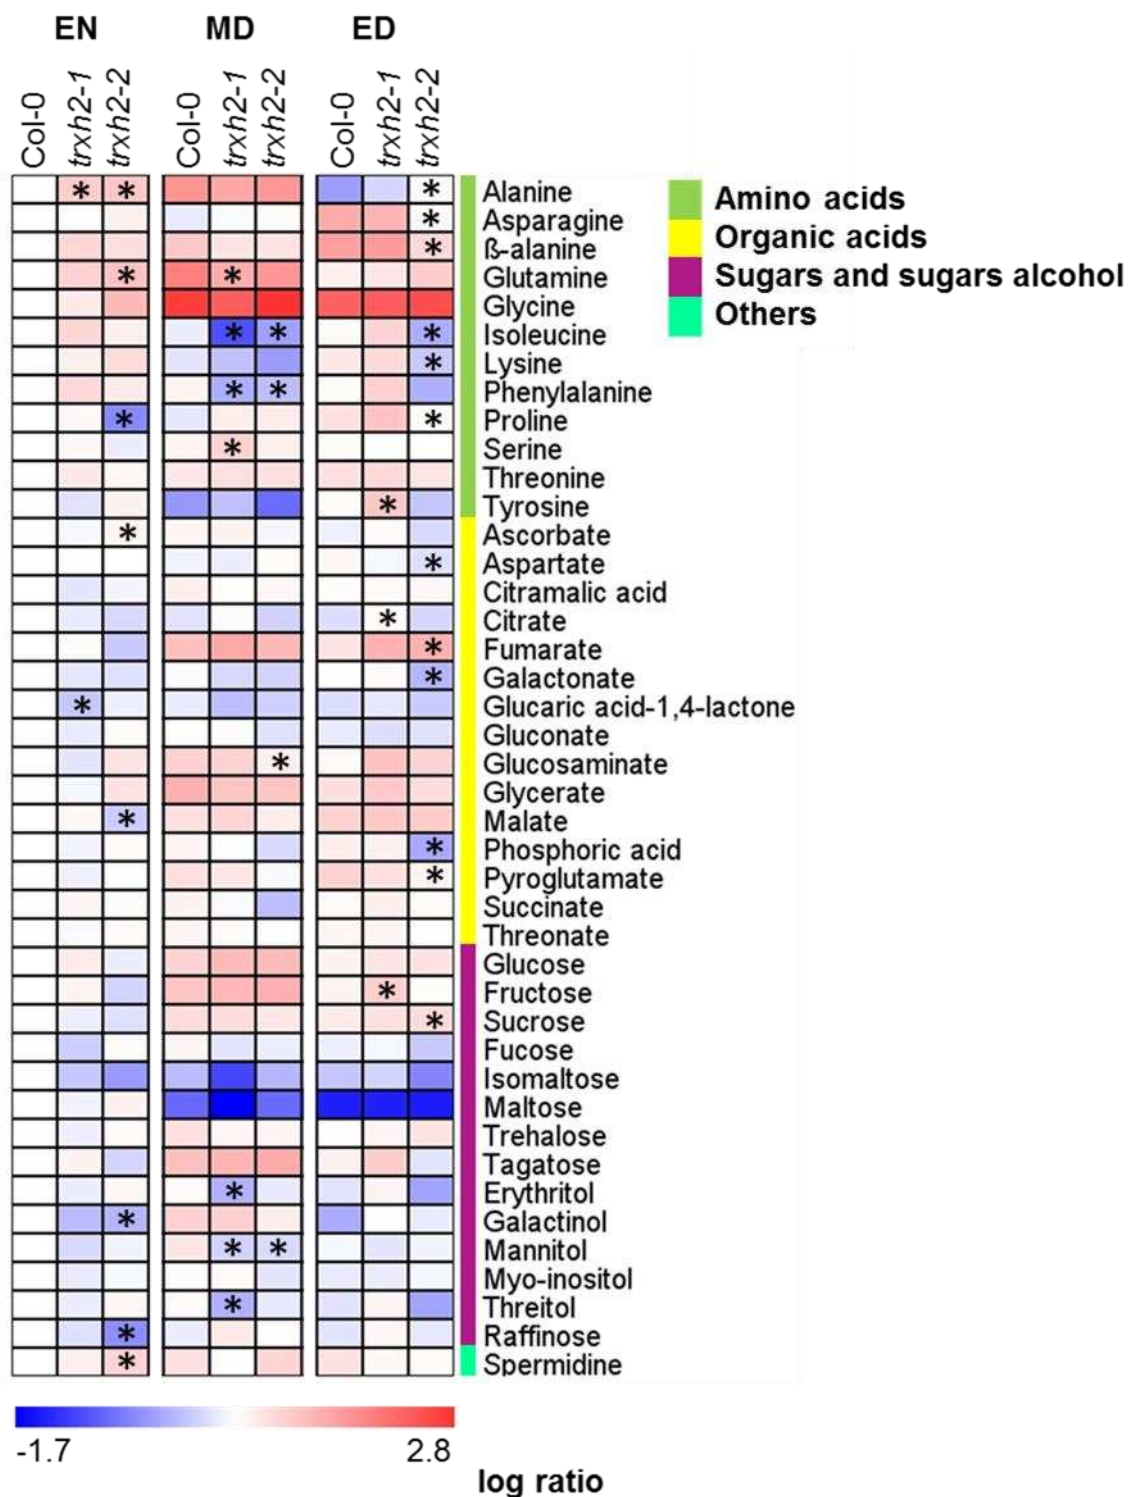 EN MD ED
Col-0 trxh2-1 trxh2-2 Col-0 trxh2-1 trxh2-2 Col-0 trxh2-1 trxh2-2
* * * Alanine
* Asparagine
* ß-alanine
* * Glutamine
Glycine
* * * Isoleucine
* Lysine
* * Phenylalanine
* * Proline
* Serine
Threonine
* Tyrosine
* Ascorbate
* Aspartate
Citramalic acid
* Citrate
* Fumarate
* Galactonate
* Glucaric acid-1,4-lactone
Gluconate
* Glucosaminate
Glycerate
* Malate
* Phosphoric acid
* Pyroglutamate
Succinate
Threonate
Glucose
* Fructose
* Sucrose
Fucose
Isomaltose
Maltose
Trehalose
Tagatose
* Erythritol
* Galactinol
* * Mannitol
Myo-inositol
* Threitol
* Raffinose
* Spermidine
Amino acids
Organic acids
Sugars and sugars alcohol
Others
-1.7 2.8
log ratio